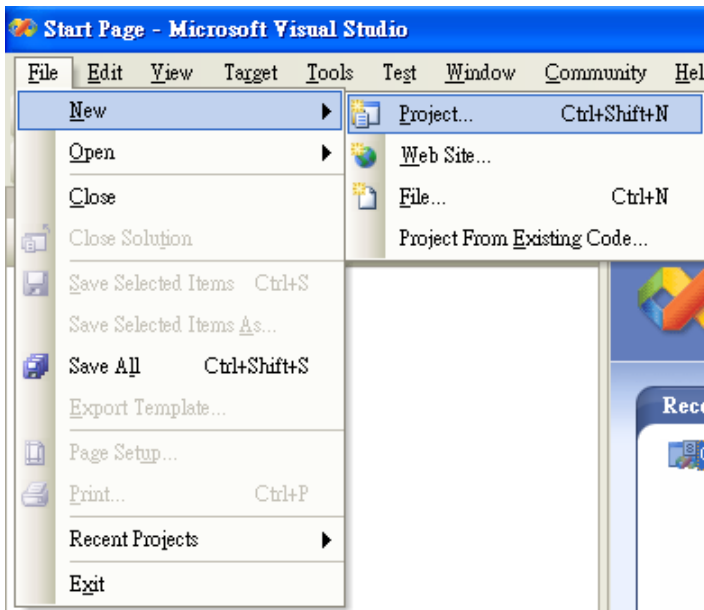 Start Page - Microsoft Visual Studio
File Edit View Target Tools Test Window Community Hel
New
Project... Ctrl+Shift+N
Open
Web Site...
Close
File... Ctrl+N
Close Solution
Project From Existing Code...
Save Selected Items Ctrl+S
Save Selected Items As...
Save All Ctrl+Shift+S
Export Template...
Rece
Page Setup...
Print... Ctrl+P
Recent Projects
Exit